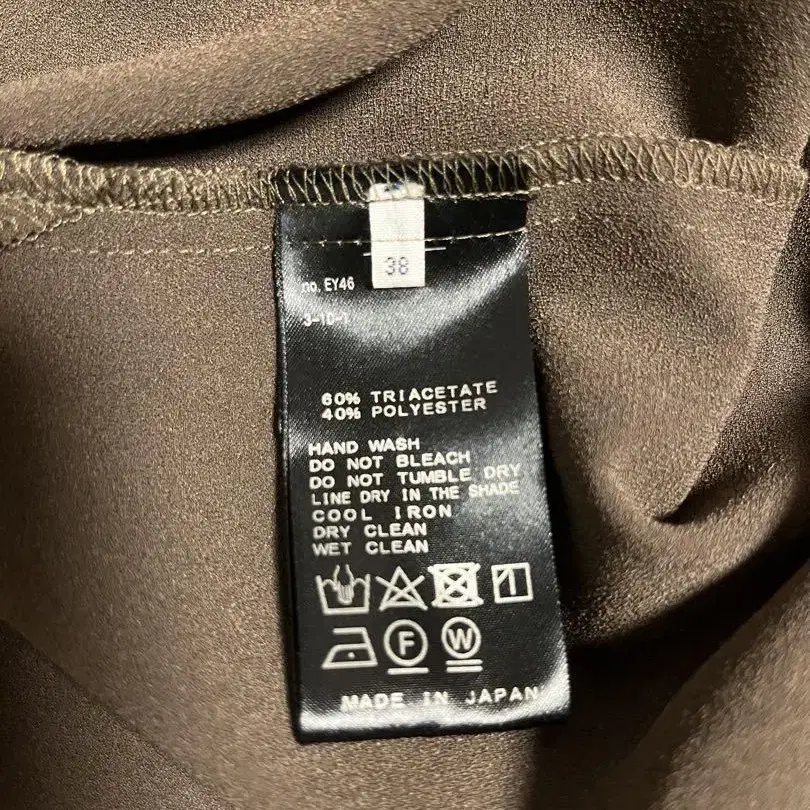 38
no. EY46
3-10-1
60% TRIACETATE
40% POLYESTER
HAND WASH
DO NOT BLEACH
DO NOT TUMBLE DRY
LINE DRY IN THE SHADE
COOL IRON
DRY CLEAN
WET CLEAN
F W
MADE IN JAPAN